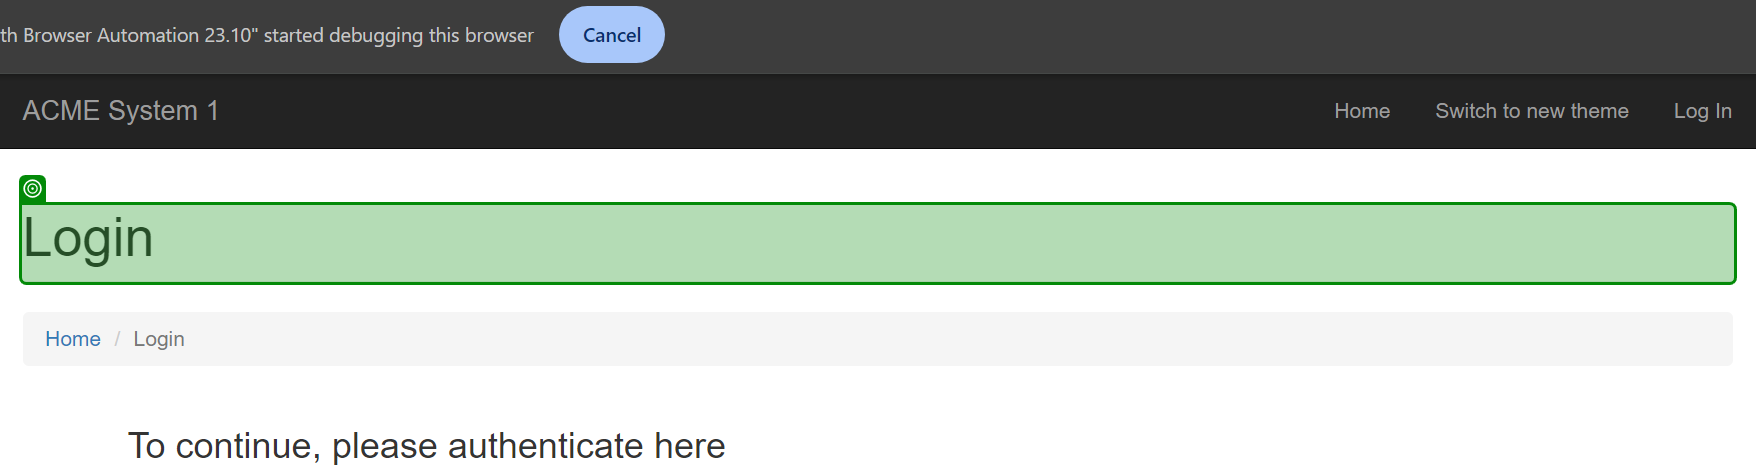 th Browser Automation 23.10" started debugging this browser Cancel
ACME System 1 Home Switch to new theme Log In
Login
Home / Login
To continue, please authenticate here